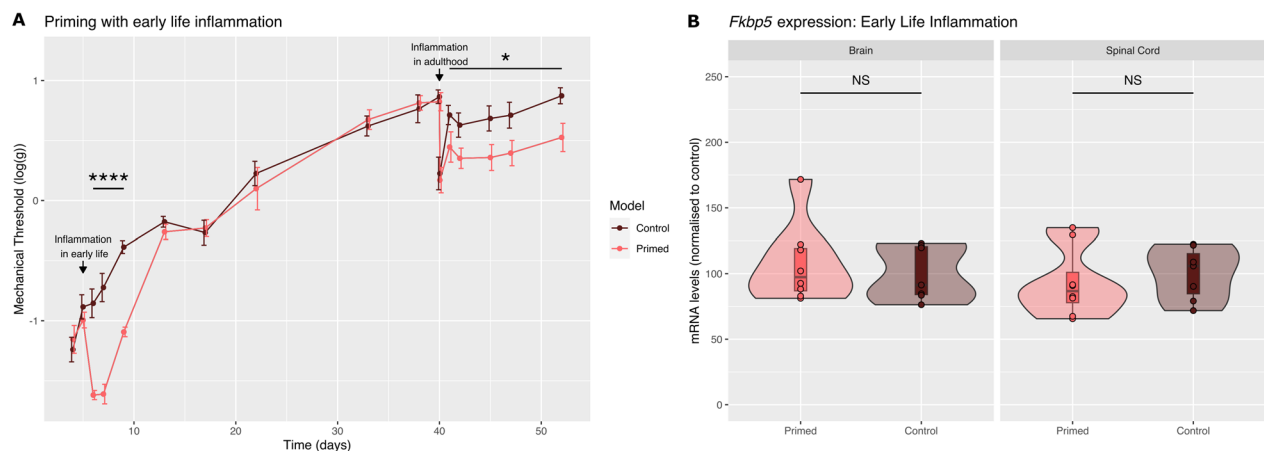 A Priming with early life inflammation
Mechanical Threshold (log(g))
1
0
-1
Inflammation
in early life
****
Inflammation
in adulthood
*
10 20 30 40 50
Time (days)
Model
Control
Primed
B Fkbp5 expression: Early Life Inflammation
Brain Spinal Cord
mRNA levels (normalised to control)
250
200
150
100
50
0
NS NS
Primed Control Primed Control